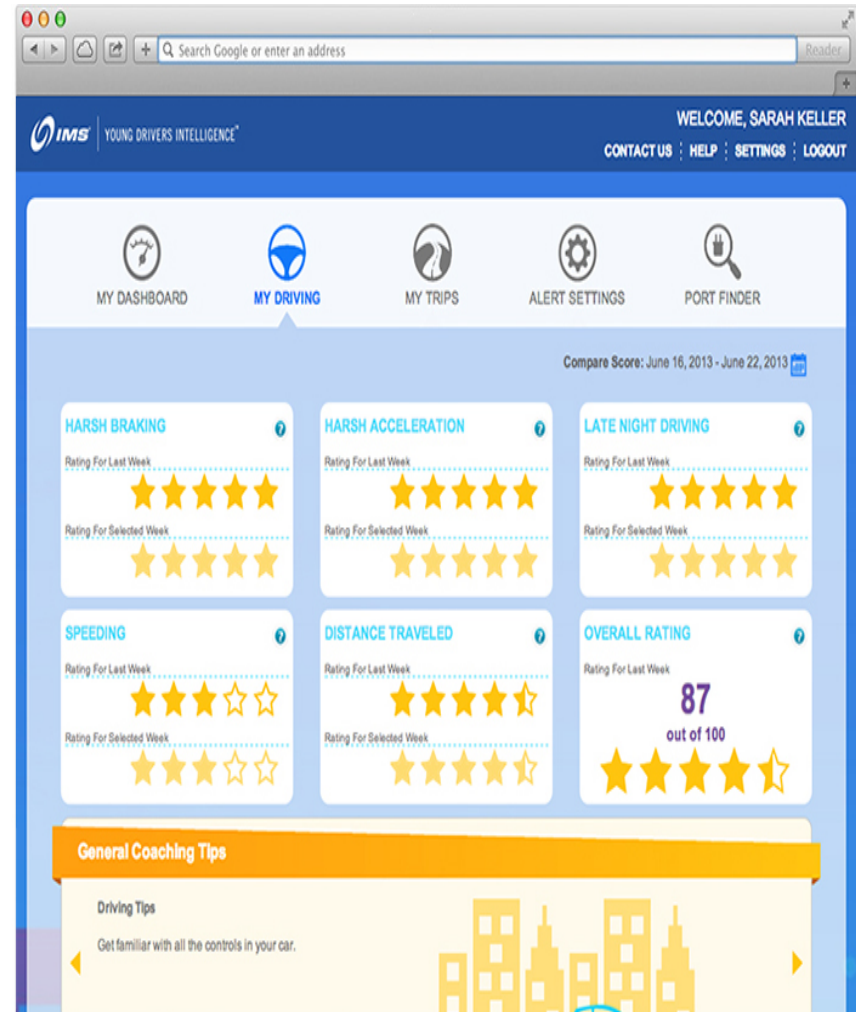 Search Google or enter an address
Reader
IMS YOUNG DRIVERS INTELLIGENCE™
WELCOME, SARAH KELLER
CONTACT US HELP SETTINGS LOGOUT
MY DASHBOARD MY DRIVING MY TRIPS ALERT SETTINGS PORT FINDER
Compare Score: June 16, 2013 - June 22, 2013
HARSH BRAKING ?
Rating For Last Week
Rating For Selected Week
HARSH ACCELERATION ?
Rating For Last Week
Rating For Selected Week
LATE NIGHT DRIVING ?
Rating For Last Week
Rating For Selected Week
SPEEDING ?
Rating For Last Week
Rating For Selected Week
DISTANCE TRAVELED ?
Rating For Last Week
Rating For Selected Week
OVERALL RATING ?
Rating For Last Week
87
out of 100
General Coaching Tips
Driving Tips
Get familiar with all the controls in your car.